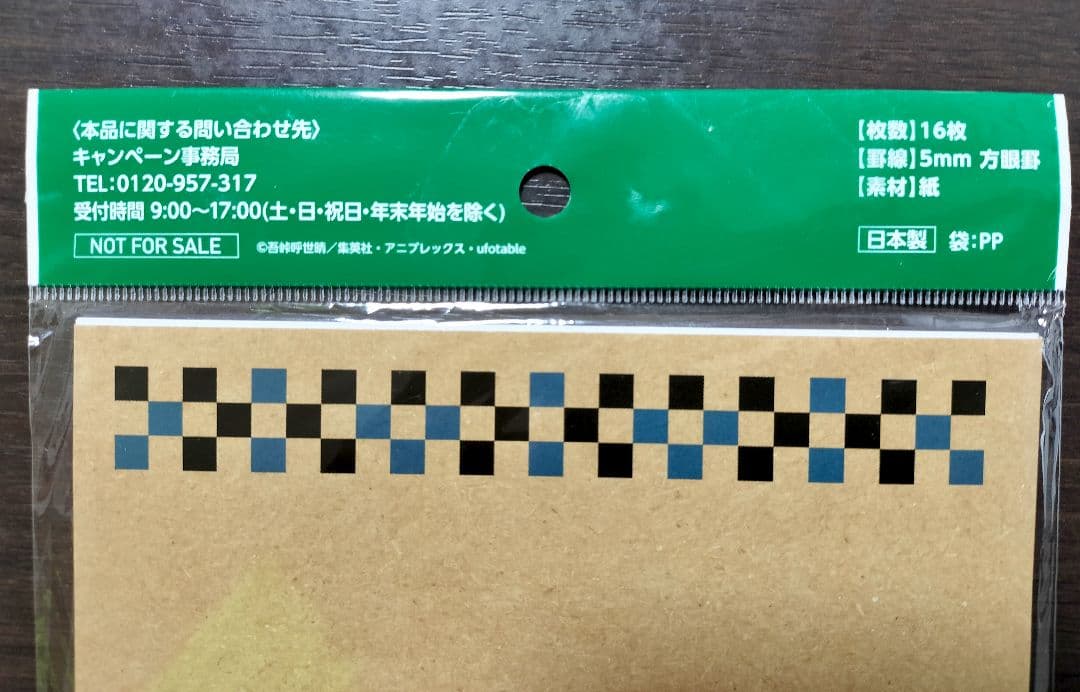 〈本品に関する問い合わせ先〉
キャンペーン事務局
TEL:0120-957-317
受付時間 9:00〜17:00(土・日・祝日・年末年始を除く)
NOT FOR SALE ©吾峠呼世晴／集英社・アニプレックス・ufotable
【枚数】16枚
【罫線】5mm 方眼罫
【素材】紙
日本製 袋:PP